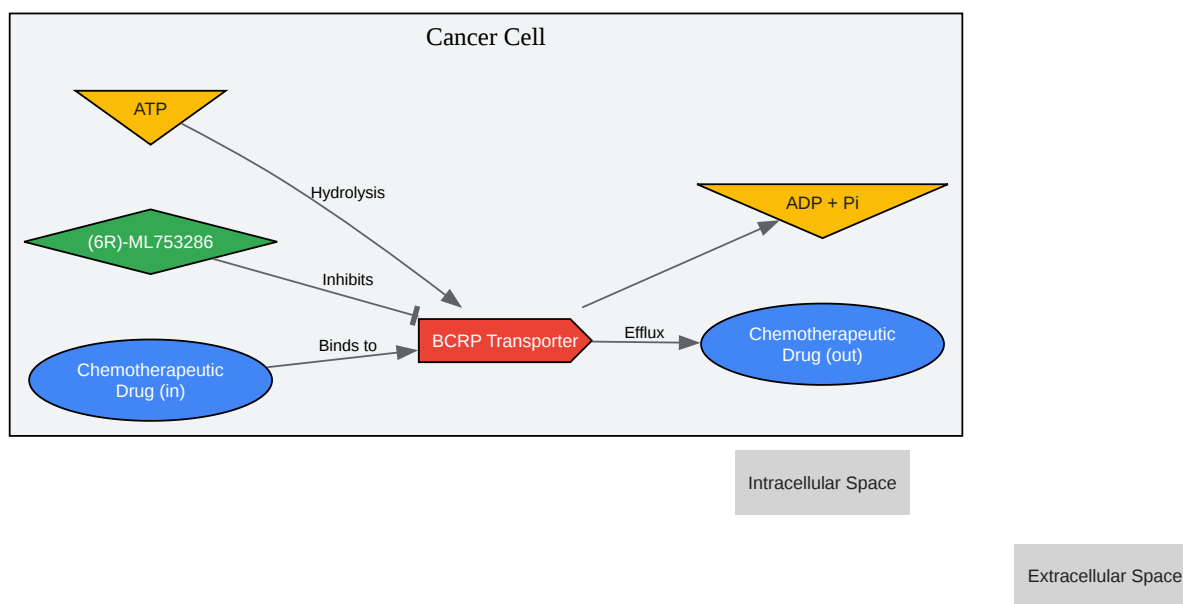 Cancer Cell
ATP
Hydrolysis
ADP + Pi
(6R)-ML753286
Inhibits
BCRP Transporter
Efflux
Chemotherapeutic
Drug (out)
Binds to
Chemotherapeutic
Drug (in)
Intracellular Space
Extracellular Space